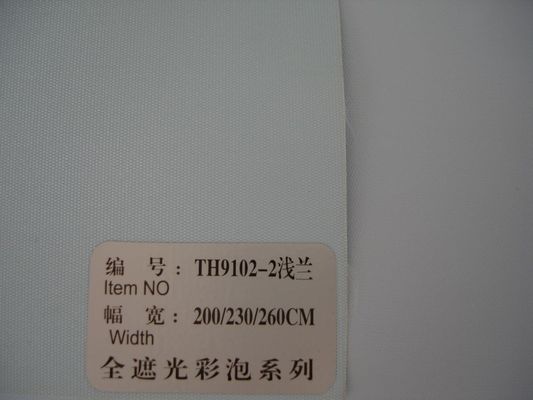 编 号：TH9102-2浅兰
Item NO
幅 宽：200/230/260CM
Width
全遮光彩泡系列